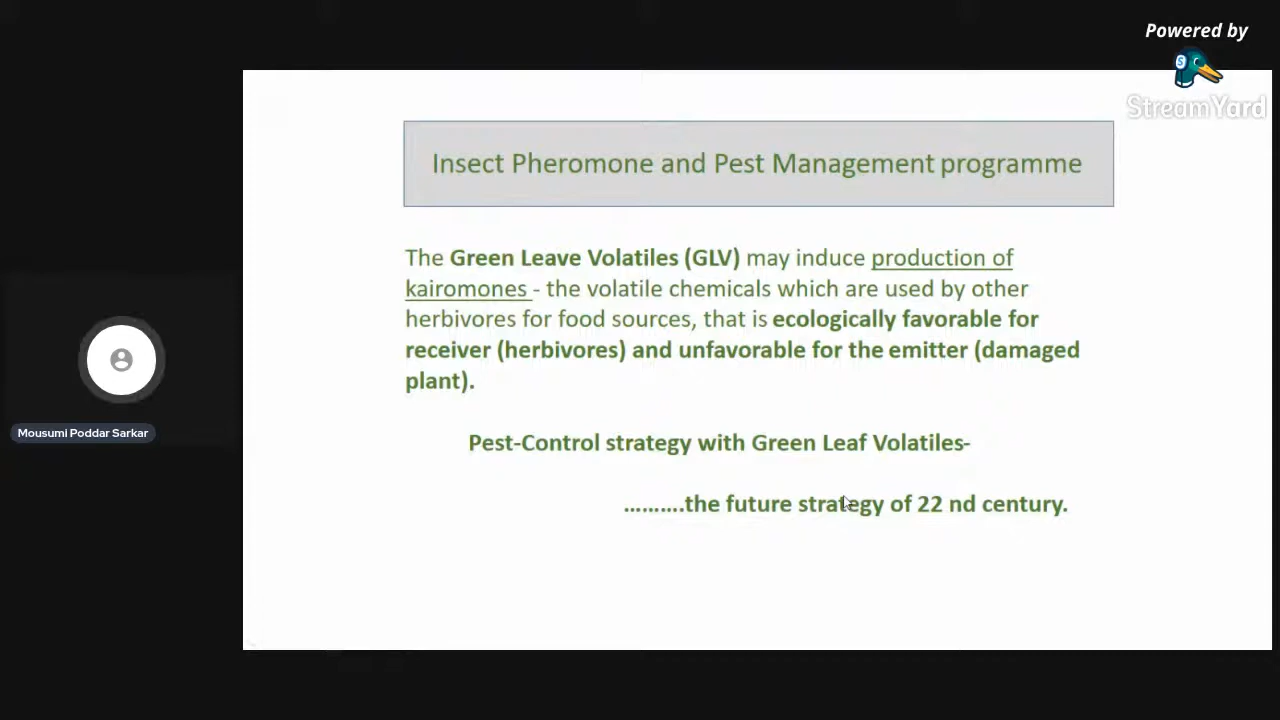 Powered by
StreamYard
Insect Pheromone and Pest Management programme
The Green Leave Volatiles (GLV) may induce production of
kairomones - the volatile chemicals which are used by other
herbivores for food sources, that is ecologically favorable for
receiver (herbivores) and unfavorable for the emitter (damaged
plant).
Mousumi Poddar Sarkar
Pest-Control strategy with Green Leaf Volatiles-
..........the future strategy of 22 nd century.